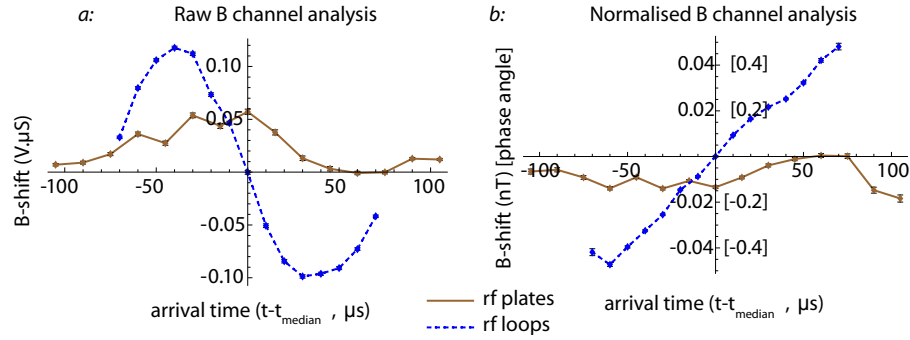 a: Raw B channel analysis
B-shift (V.µS)
0.10
0.05
-0.05
-0.10
-100 -50 50 100
arrival time (t-tmedian , µs)
b: Normalised B channel analysis
B-shift (nT) [phase angle]
0.04 [0.4]
0.02 [0.2]
-0.02 [-0.2]
-0.04 [-0.4]
-100 -50 50 100
arrival time (t-tmedian , µs)
rf plates
rf loops